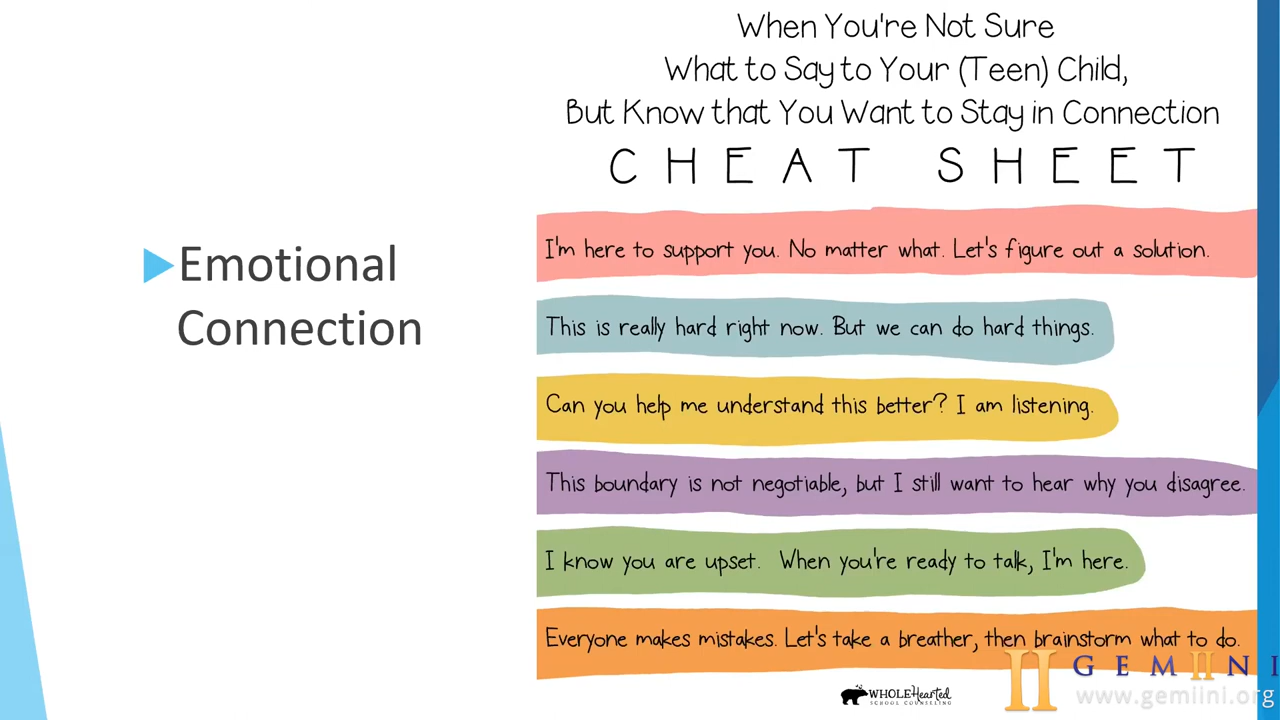 Emotional
Connection
When You're Not Sure
What to Say to Your (Teen) Child,
But Know that You Want to Stay in Connection
CHEAT SHEET
I'm here to support you. No matter what. Let's figure out a solution.
This is really hard right now. But we can do hard things.
Can you help me understand this better? I am listening.
This boundary is not negotiable, but I still want to hear why you disagree.
I know you are upset. When you're ready to talk, I'm here.
Everyone makes mistakes. Let's take a breather, then brainstorm what to do.
WHOLEHearted
SCHOOL COUNSELING
GEMIINI
www.gemiini.org